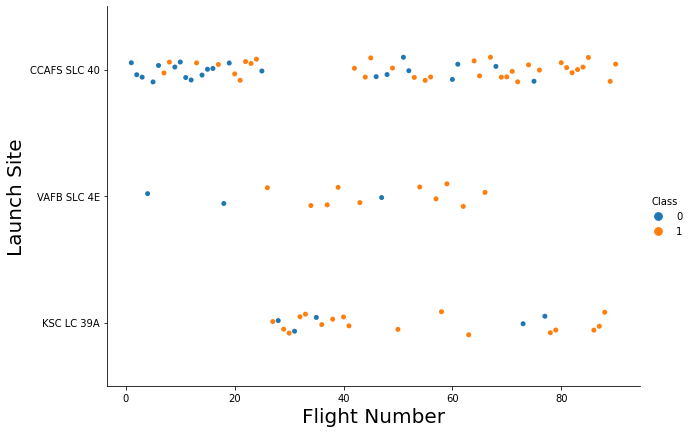 CCAFS SLC 40
VAFB SLC 4E
KSC LC 39A
Launch Site
0
20
40
60
80
Flight Number
Class
0
1